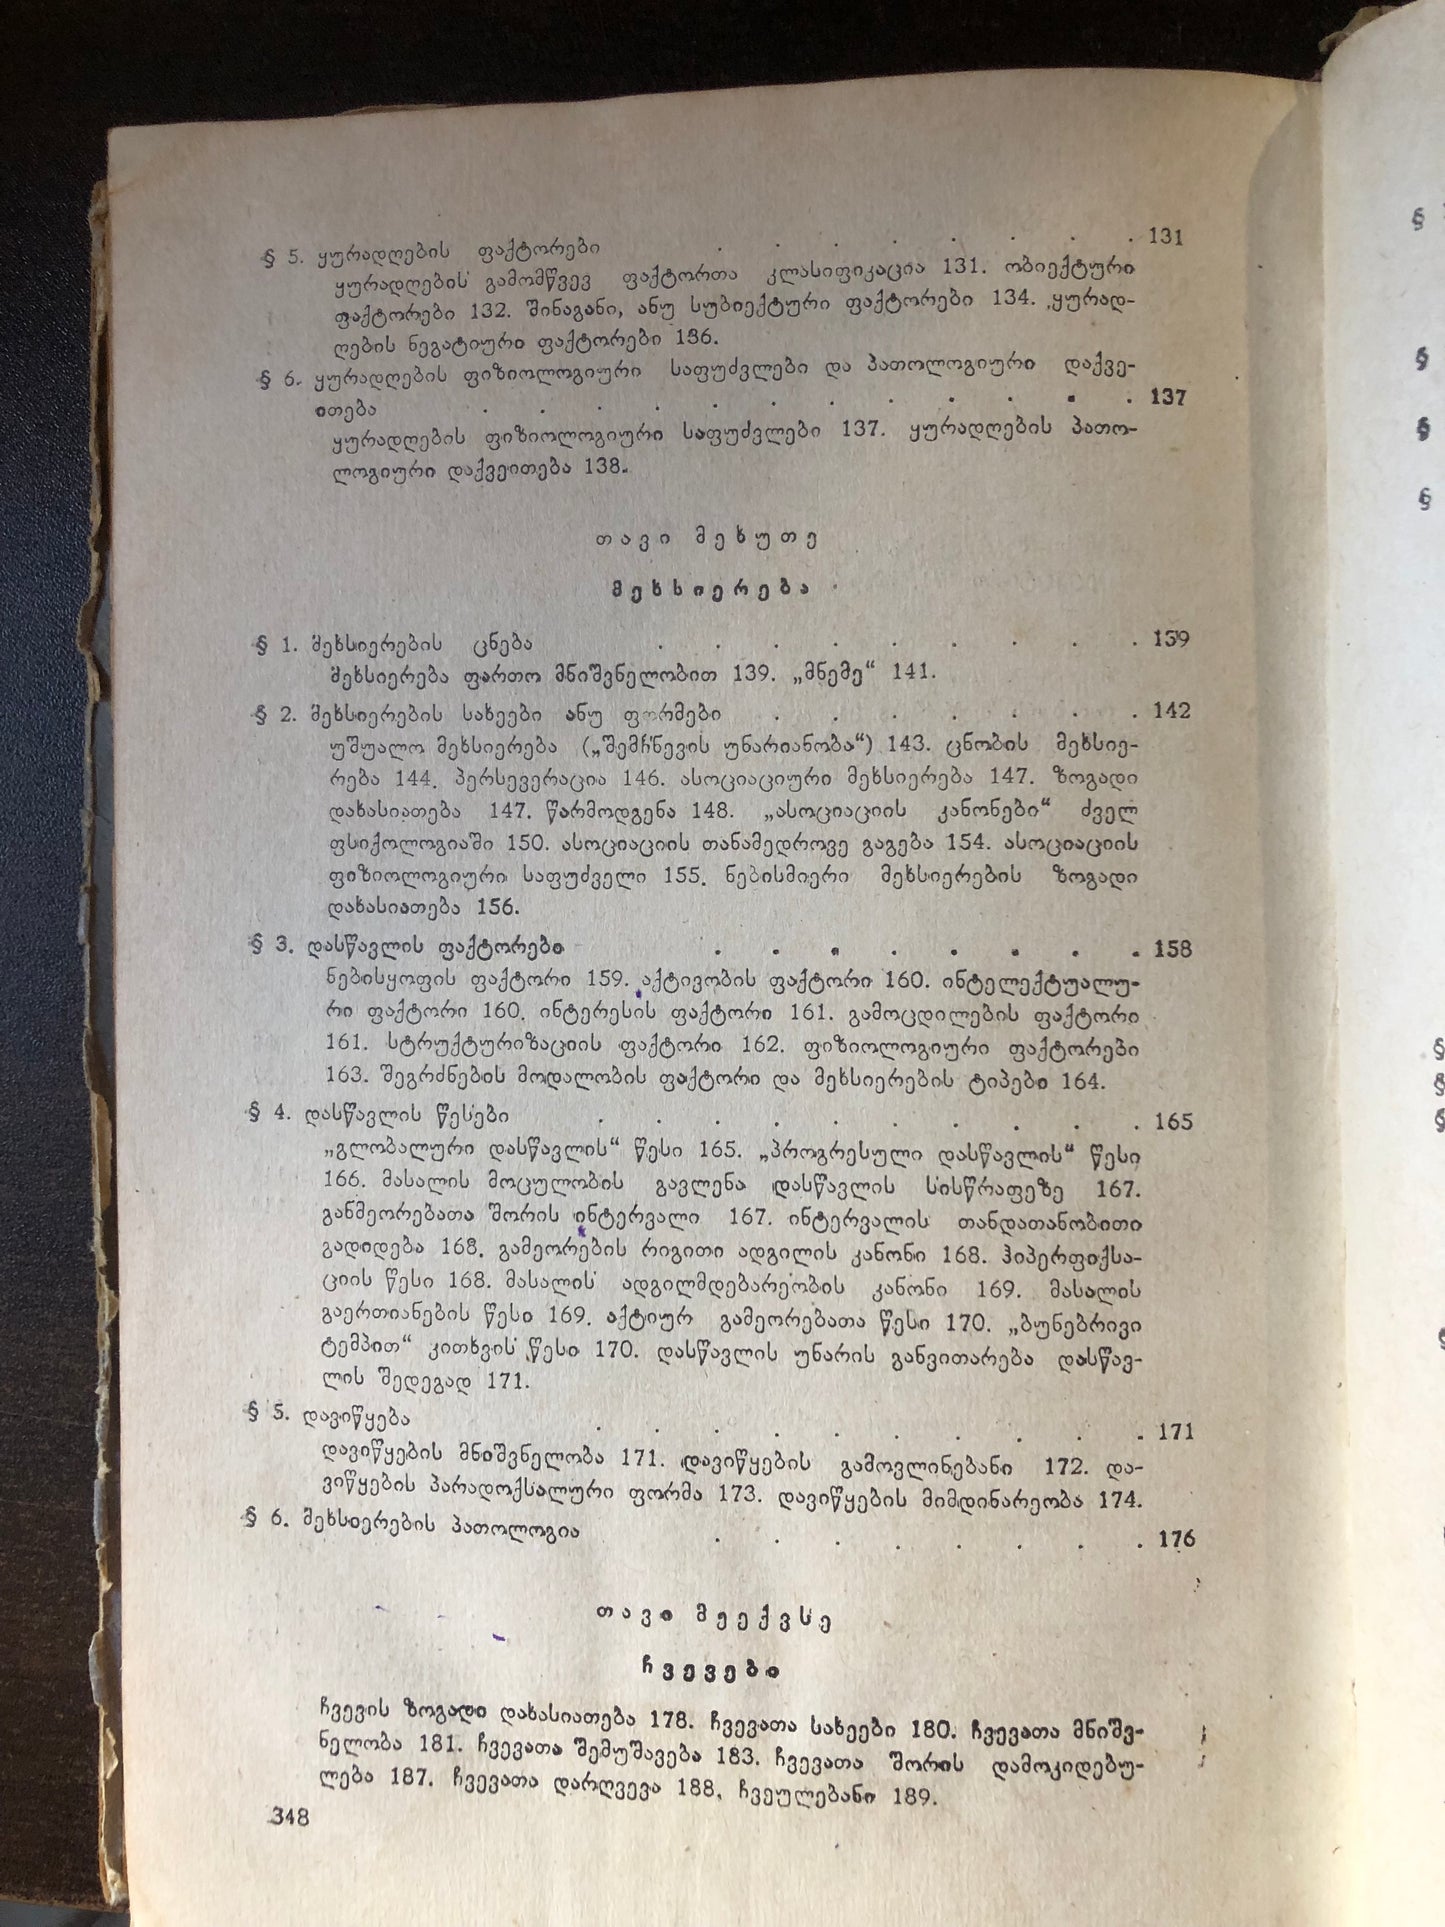 § 5. ყურადღების ფაქტორები . . . . . . . . 131
ყურადღების გამომწვევ ფაქტორთა კლასიფიკაცია 131. ობიექტური
ფაქტორები 132. შინაგანი, ანუ სუბიექტური ფაქტორები 134. ყურად-
ღების ნეგატიური ფაქტორები 136.
§ 6. ყურადღების ფიზიოლოგიური საფუძვლები და პათოლოგიური დაქვე-
ითება . . . . . . . . . . . . 137
ყურადღების ფიზიოლოგიური საფუძვლები 137. ყურადღების პათო-
ლოგიური დაქვეითება 138.
თავი მეხუთე
მეხსიერება
§ 1. მეხსიერების ცნება . . . . . . . . . 139
მეხსიერება ფართო მნიშვნელობით 139. „მნემე“ 141.
§ 2. მეხსიერების სახეები ანუ ფორმები . . . . . . . 142
უშუალო მეხსიერება („შემჩნევის უნარიანობა“) 143. ცნობის მეხსიე-
რება 144. პერსევერაცია 146. ასოციაციური მეხსიერება 147. ზოგადი
დახასიათება 147. წარმოდგენა 148. „ასოციაციის კანონები“ ძველ
ფსიქოლოგიაში 150. ასოციაციის თანამედროვე გაგება 154. ასოციაციის
ფიზიოლოგიური საფუძველი 155. ნებისმიერი მეხსიერების ზოგადი
დახასიათება 156.
§ 3. დასწავლის ფაქტორები . . . . . . . . 158
ნებისყოფის ფაქტორი 159. აქტივობის ფაქტორი 160. ინტელექტუალუ-
რი ფაქტორი 160. ინტერესის ფაქტორი 161. გამოცდილების ფაქტორი
161. სტრუქტურიზაციის ფაქტორი 162. ფიზიოლოგიური ფაქტორები
163. შეგრძნების მოდალობის ფაქტორი და მეხსიერების ტიპები 164.
§ 4. დასწავლის წესები . . . . . . . . . . 165
„გლობალური დასწავლის“ წესი 165. „პროგრესული დასწავლის“ წესი
166. მასალის მოცულობის გავლენა დასწავლის სისწრაფეზე 167.
განმეორებათა შორის ინტერვალი 167. ინტერვალის თანდათანობითი
გადიდება 168. გამეორების რიგითი ადგილის კანონი 168. ჰიპერფიქსა-
ციის წესი 168. მასალის ადგილმდებარეობის კანონი 169. მასალის
გაერთიანების წესი 169. აქტიურ გამეორებათა წესი 170. „ბუნებრივი
ტემპით“ კითხვის წესი 170. დასწავლის უნარის განვითარება დასწავ-
ლის შედეგად 171.
§ 5. დავიწყება . . . . . . . . . . 171
დავიწყების მნიშვნელობა 171. დავიწყების გამოვლინებანი 172. და-
ვიწყების პარადოქსალური ფორმა 173. დავიწყების მიმდინარეობა 174.
§ 6. მეხსიერების პათოლოგია . . . . . . . . 176
თავი მეექვსე
ჩვევები
ჩვევის ზოგადი დახასიათება 178. ჩვევათა სახეები 180. ჩვევათა მნიშვ-
ნელობა 181. ჩვევათა შემუშავება 183. ჩვევათა შორის დამოკიდებუ-
ლება 187. ჩვევათა დარღვევა 188. ჩვეულებანი 189.
348
§
§
§
§
§
§
§
§